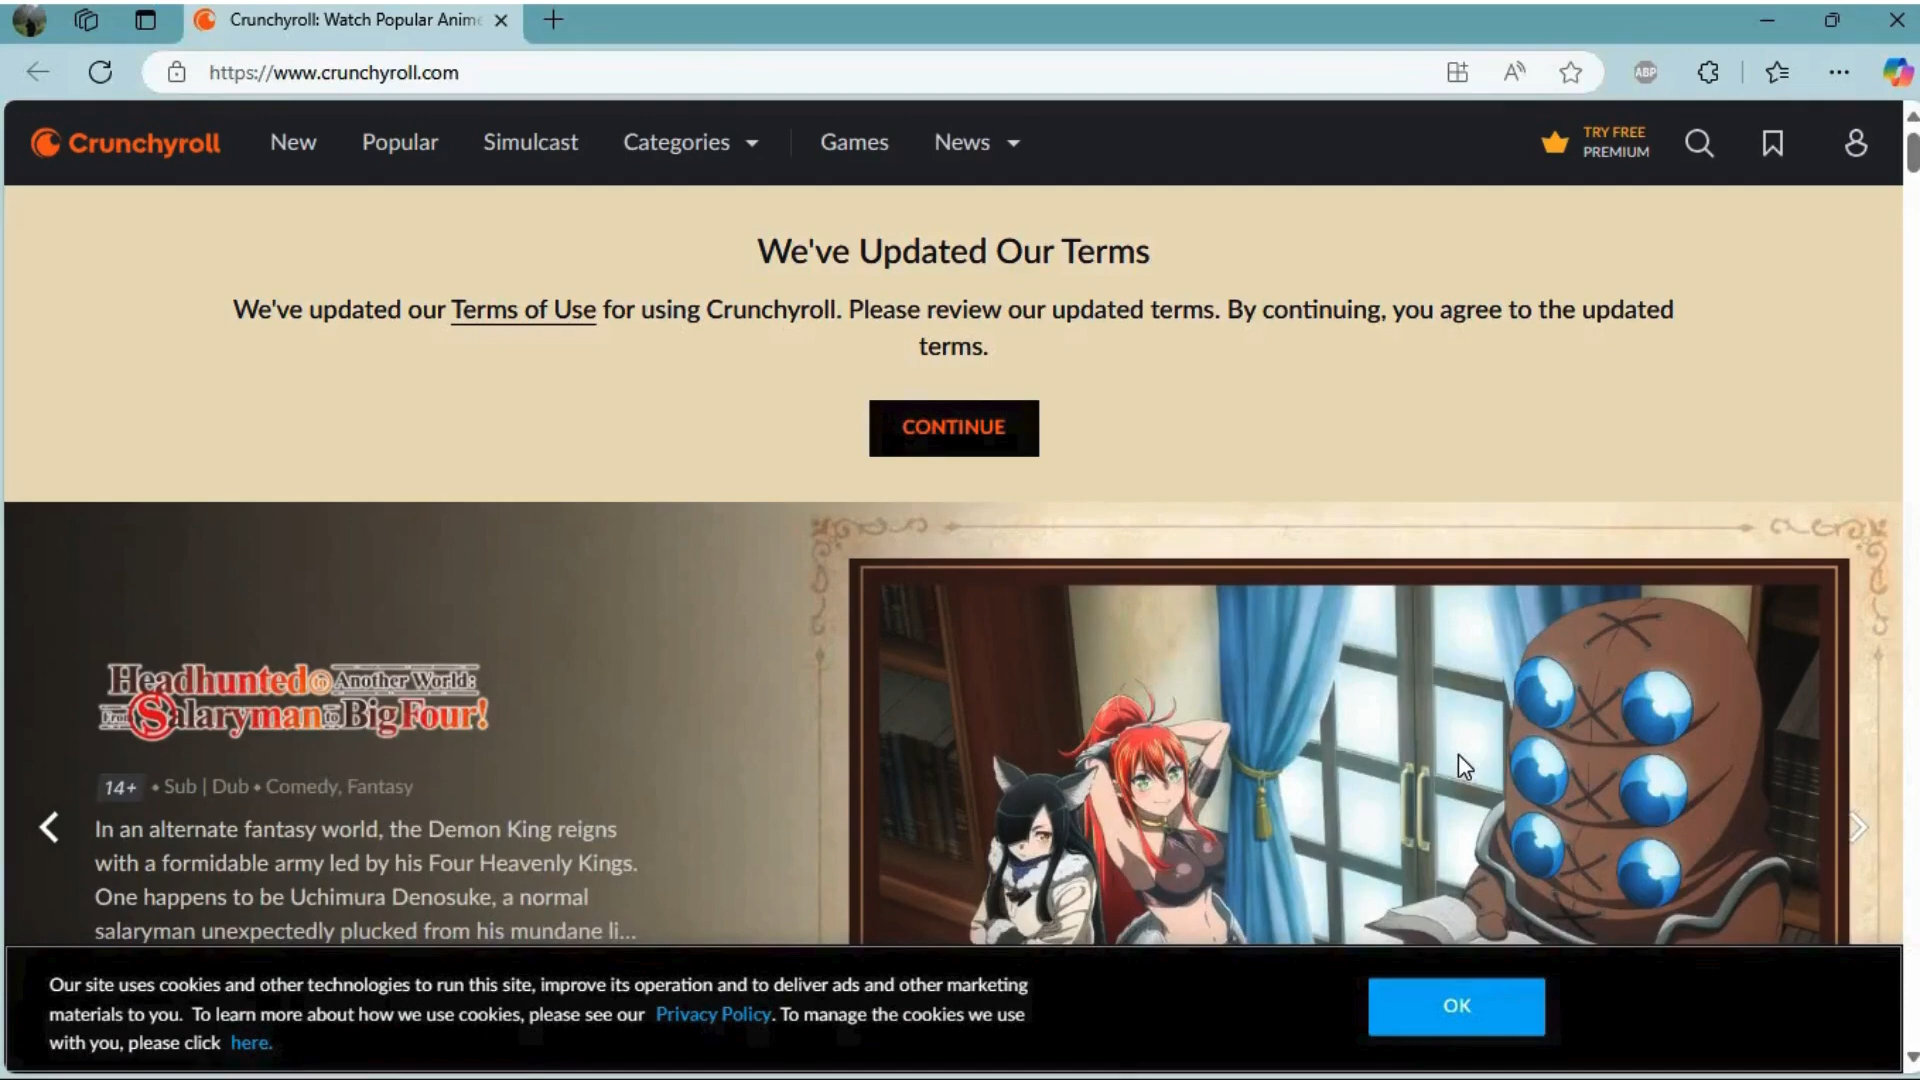 Crunchyroll: Watch Popular Anime
https://www.crunchyroll.com
ABP
Crunchyroll
New
Popular
Simulcast
Categories
Games
News
TRY FREE
PREMIUM
We've Updated Our Terms
We've updated our Terms of Use for using Crunchyroll. Please review our updated terms. By continuing, you agree to the updated
terms.
CONTINUE
Headhunted to Another World:
From Salaryman to Big Four!
14+ • Sub | Dub • Comedy, Fantasy
In an alternate fantasy world, the Demon King reigns
with a formidable army led by his Four Heavenly Kings.
One happens to be Uchimura Denosuke, a normal
salaryman unexpectedly plucked from his mundane li...
Our site uses cookies and other technologies to run this site, improve its operation and to deliver ads and other marketing
materials to you. To learn more about how we use cookies, please see our Privacy Policy. To manage the cookies we use
with you, please click here.
OK